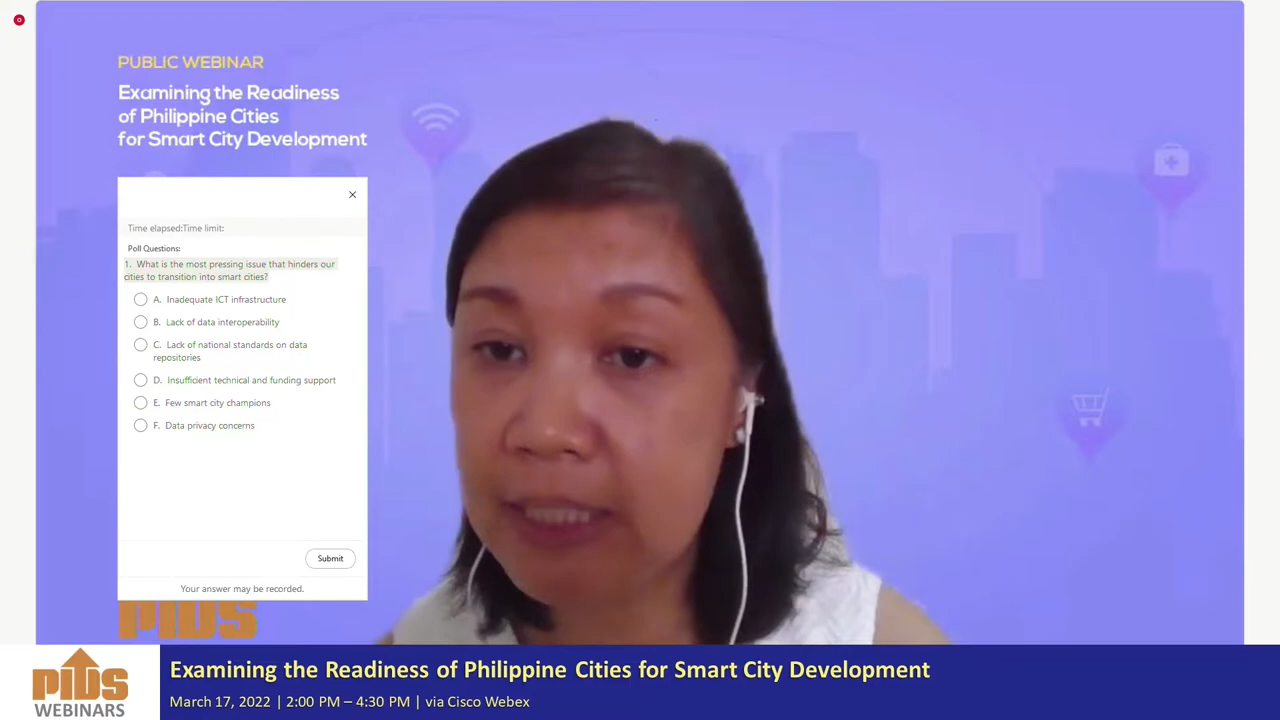 PUBLIC WEBINAR
Examining the Readiness
of Philippine Cities
for Smart City Development
Time elapsed:Time limit:
Poll Questions:
1. What is the most pressing issue that hinders our
cities to transition into smart cities?
A. Inadequate ICT infrastructure
B. Lack of data interoperability
C. Lack of national standards on data
repositories
D. Insufficient technical and funding support
E. Few smart city champions
F. Data privacy concerns
Submit
Your answer may be recorded.
PIDS
PIDS
WEBINARS
Examining the Readiness of Philippine Cities for Smart City Development
March 17, 2022 | 2:00 PM – 4:30 PM | via Cisco Webex